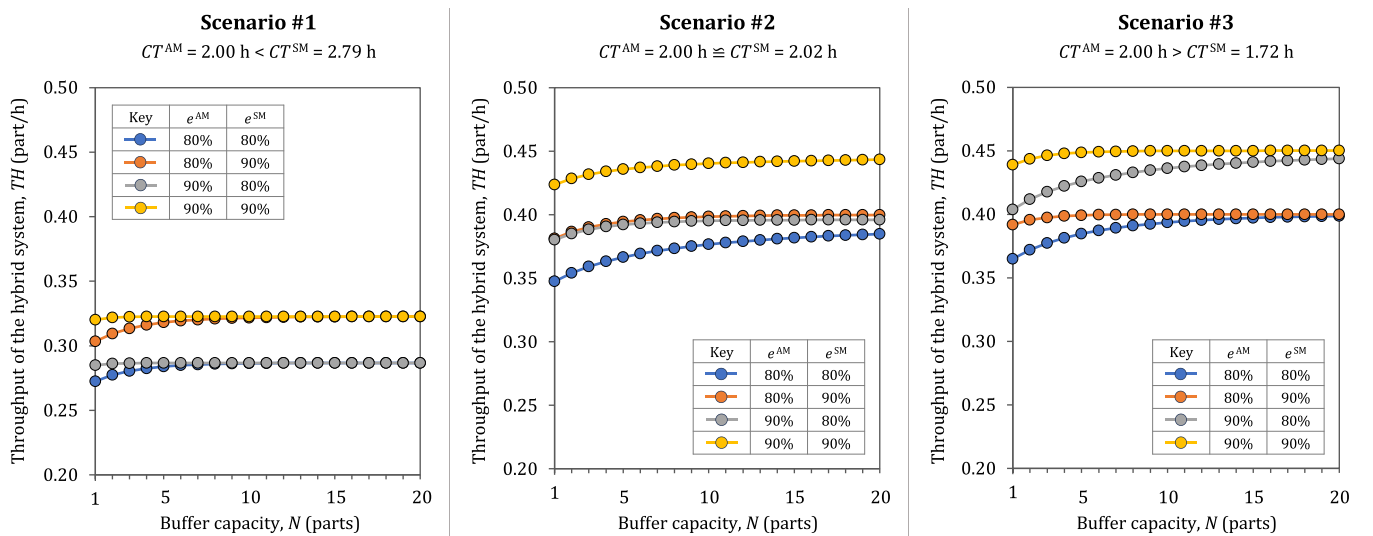 Scenario #1
CT^AM = 2.00 h < CT^SM = 2.79 h
Throughput of the hybrid system, TH (part/h)
0.50
0.45
0.40
0.35
0.30
0.25
0.20
Key e^AM e^SM
80% 80%
80% 90%
90% 80%
90% 90%
1 5 10 15 20
Buffer capacity, N (parts)
Scenario #2
CT^AM = 2.00 h ≌ CT^SM = 2.02 h
Throughput of the hybrid system, TH (part/h)
0.50
0.45
0.40
0.35
0.30
0.25
0.20
Key e^AM e^SM
80% 80%
80% 90%
90% 80%
90% 90%
1 5 10 15 20
Buffer capacity, N (parts)
Scenario #3
CT^AM = 2.00 h > CT^SM = 1.72 h
Throughput of the hybrid system, TH (part/h)
0.50
0.45
0.40
0.35
0.30
0.25
0.20
Key e^AM e^SM
80% 80%
80% 90%
90% 80%
90% 90%
1 5 10 15 20
Buffer capacity, N (parts)